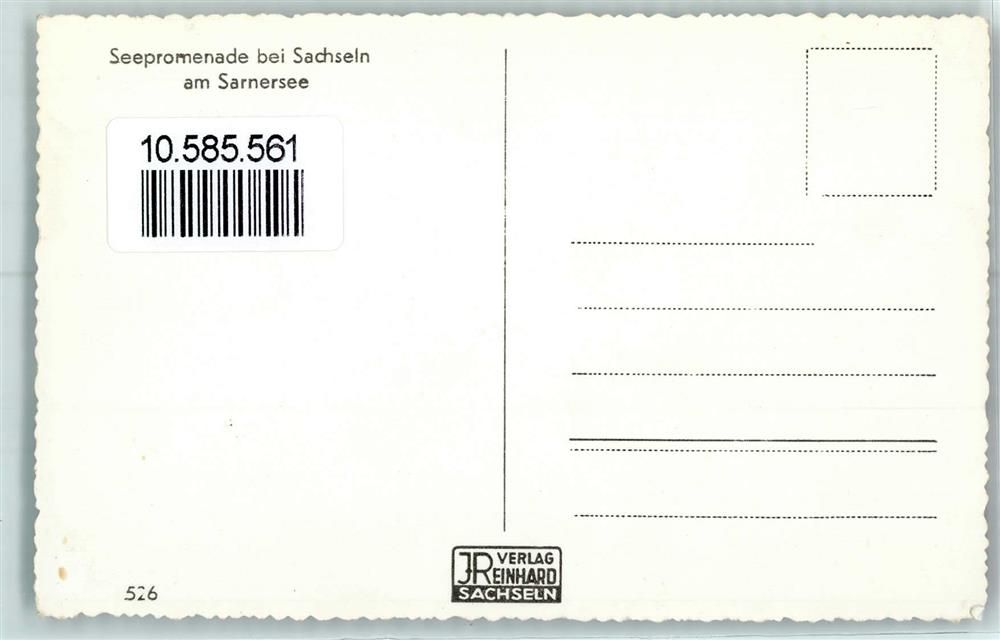 Seepromenade bei Sachseln
am Sarnersee
10.585.561
526
JR VERLAG
REINHARD
SACHSELN